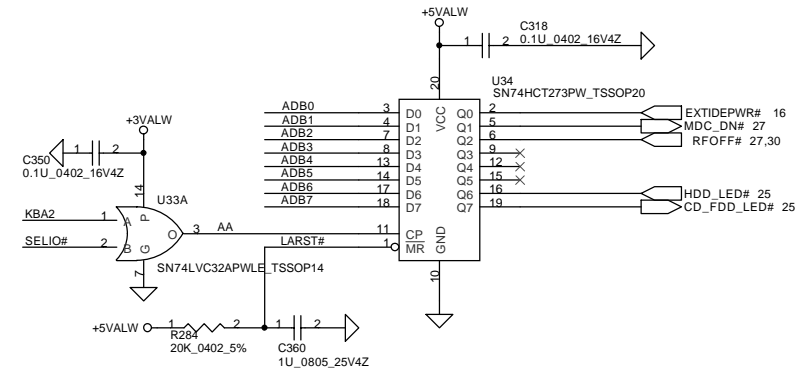 +5VALW
C318
1 2
0.1U_0402_16V4Z
20
U34
SN74HCT273PW_TSSOP20
VCC
ADB0 3 D0 Q0 2 EXTIDEPWR# 16
ADB1 4 D1 Q1 5 MDC_DN# 27
ADB2 7 D2 Q2 6 RFOFF# 27,30
ADB3 8 D3 Q3 9
ADB4 13 D4 Q4 12
ADB5 14 D5 Q5 15
ADB6 17 D6 Q6 16 HDD_LED# 25
ADB7 18 D7 Q7 19 CD_FDD_LED# 25
+3VALW
C350
1 2
0.1U_0402_16V4Z
14
U33A
KBA2 1 A P
O 3 AA 11 CP
SELIO# 2 B G
LARST# 1 MR GND
7
SN74LVC32APWLE_TSSOP14
10
+5VALW 1 2 1 2
R284
20K_0402_5%
C360
1U_0805_25V4Z